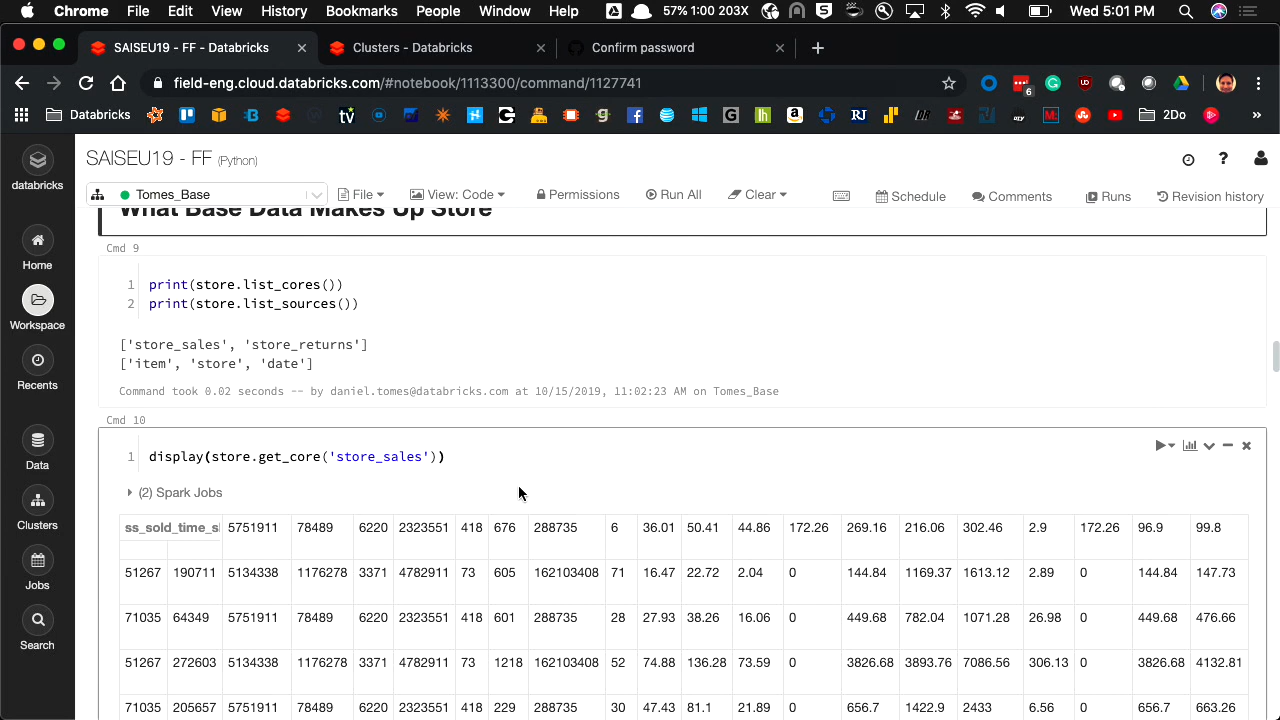 Chrome File Edit View History Bookmarks People Window Help 57% 1:00 203X Wed 5:01 PM
SAISEU19 - FF - Databricks Clusters - Databricks Confirm password
field-eng.cloud.databricks.com/#notebook/1113300/command/1127741 6
Databricks 2Do »
databricks
Home
Workspace
Recents
Data
Clusters
Jobs
Search
SAISEU19 - FF (Python)
Tomes_Base File View: Code Permissions Run All Clear Schedule Comments Runs Revision history
What Base Data Makes Up Store
Cmd 9
1 print(store.list_cores())
2 print(store.list_sources())
['store_sales', 'store_returns']
['item', 'store', 'date']
Command took 0.02 seconds -- by daniel.tomes@databricks.com at 10/15/2019, 11:02:23 AM on Tomes_Base
Cmd 10
1 display(store.get_core('store_sales'))
(2) Spark Jobs
ss_sold_time_s 5751911 78489 6220 2323551 418 676 288735 6 36.01 50.41 44.86 172.26 269.16 216.06 302.46 2.9 172.26 96.9 99.8
51267 190711 5134338 1176278 3371 4782911 73 605 162103408 71 16.47 22.72 2.04 0 144.84 1169.37 1613.12 2.89 0 144.84 147.73
71035 64349 5751911 78489 6220 2323551 418 601 288735 28 27.93 38.26 16.06 0 449.68 782.04 1071.28 26.98 0 449.68 476.66
51267 272603 5134338 1176278 3371 4782911 73 1218 162103408 52 74.88 136.28 73.59 0 3826.68 3893.76 7086.56 306.13 0 3826.68 4132.81
71035 205657 5751911 78489 6220 2323551 418 229 288735 30 47.43 81.1 21.89 0 656.7 1422.9 2433 6.56 0 656.7 663.26